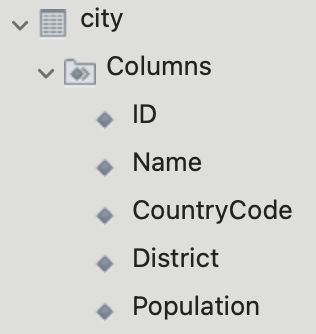 city
Columns
ID
Name
CountryCode
District
Population